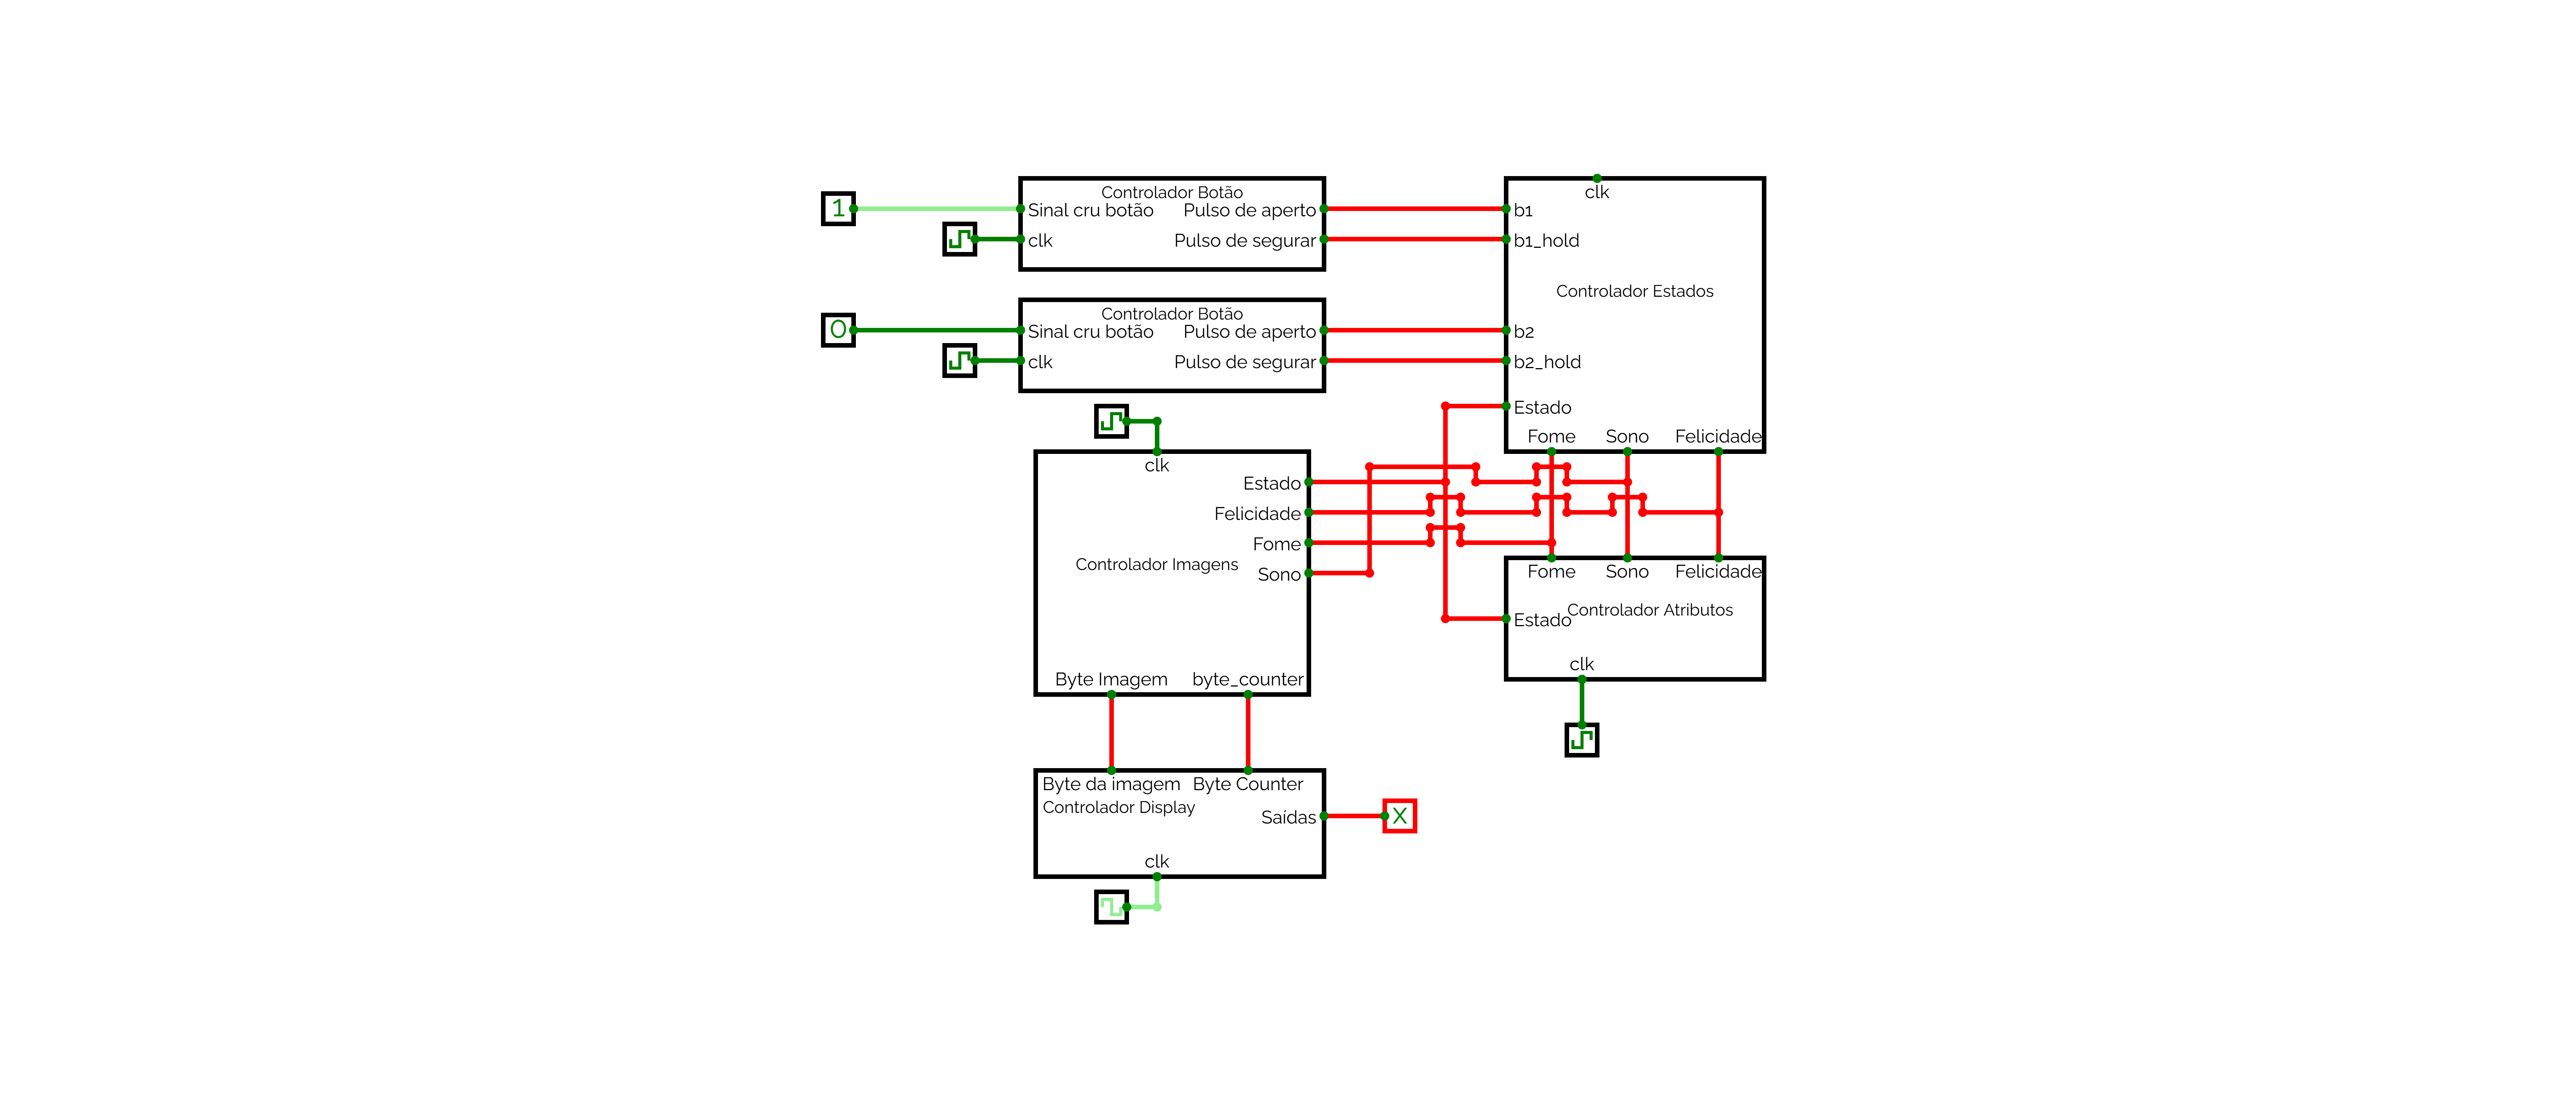 1
Controlador Botão
Sinal cru botão
clk
Pulso de aperto
Pulso de segurar
0
Controlador Botão
Sinal cru botão
clk
Pulso de aperto
Pulso de segurar
clk
b1
b1_hold
Controlador Estados
b2
b2_hold
Estado
Fome
Sono
Felicidade
clk
Estado
Felicidade
Fome
Controlador Imagens
Sono
Byte Imagem
byte_counter
Fome
Sono
Felicidade
Controlador Atributos
Estado
clk
Byte da imagem
Byte Counter
Controlador Display
Saídas
X
clk